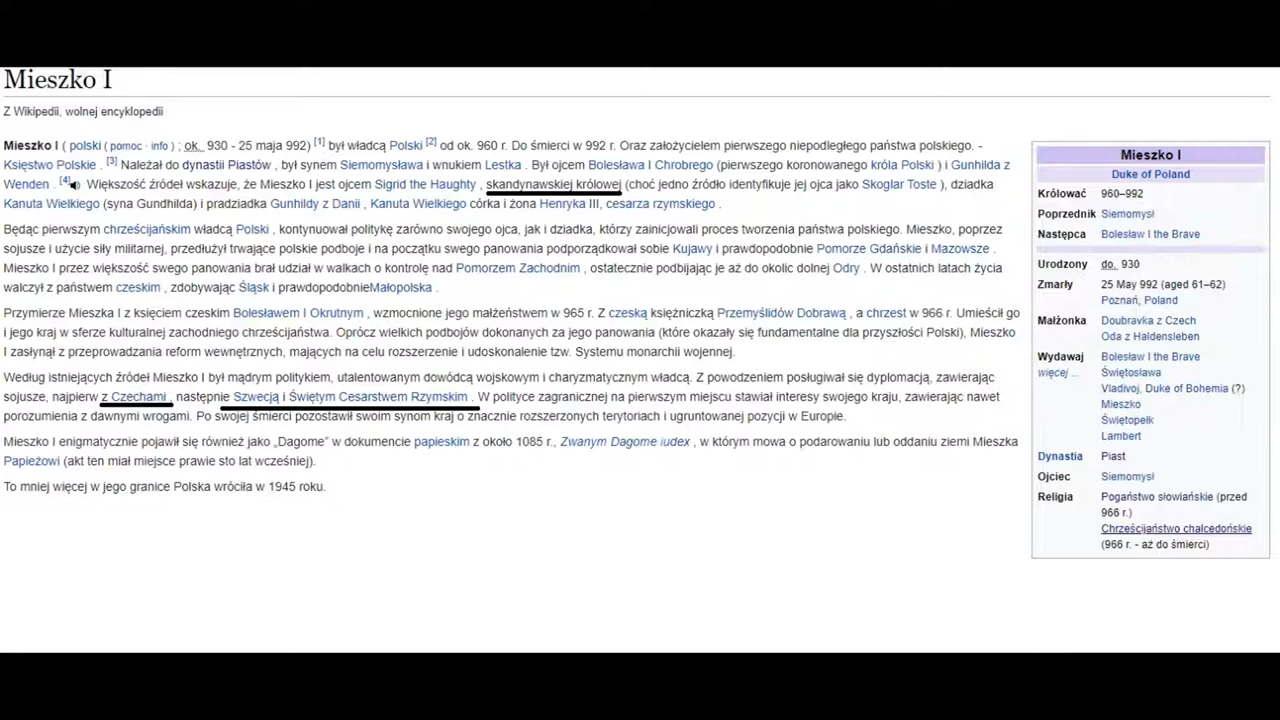 Mieszko I
Z Wikipedii, wolnej encyklopedii
Mieszko I ( polski ( pomoc · info ) ; ok. 930 - 25 maja 992) [1] był władcą Polski [2] od ok. 960 r. Do śmierci w 992 r. Oraz założycielem pierwszego niepodległego państwa polskiego. -
Księstwo Polskie . [3] Należał do dynastii Piastów , był synem Siemomysława i wnukiem Lestka . Był ojcem Bolesława I Chrobrego (pierwszego koronowanego króla Polski ) i Gunhilda z
Wenden . [4] Większość źródeł wskazuje, że Mieszko I jest ojcem Sigrid the Haughty , skandynawskiej królowej (choć jedno źródło identyfikuje jej ojca jako Skoglar Toste ), dziadka
Kanuta Wielkiego (syna Gundhilda) i pradziadka Gunhildy z Danii , Kanuta Wielkiego córka i żona Henryka III, cesarza rzymskiego .
Będąc pierwszym chrześcijańskim władcą Polski , kontynuował politykę zarówno swojego ojca, jak i dziadka, którzy zainicjowali proces tworzenia państwa polskiego. Mieszko, poprzez
sojusze i użycie siły militarnej, przedłużył trwające polskie podboje i na początku swego panowania podporządkował sobie Kujawy i prawdopodobnie Pomorze Gdańskie i Mazowsze .
Mieszko I przez większość swego panowania brał udział w walkach o kontrolę nad Pomorzem Zachodnim , ostatecznie podbijając je aż do okolic dolnej Odry . W ostatnich latach życia
walczył z państwem czeskim , zdobywając Śląsk i prawdopodobnieMałopolska .
Przymierze Mieszka I z księciem czeskim Bolesławem I Okrutnym , wzmocnione jego małżeństwem w 965 r. Z czeską księżniczką Przemyślidów Dobrawą , a chrzest w 966 r. Umieścił go
i jego kraj w sferze kulturalnej zachodniego chrześcijaństwa. Oprócz wielkich podbojów dokonanych za jego panowania (które okazały się fundamentalne dla przyszłości Polski), Mieszko
I zasłynął z przeprowadzania reform wewnętrznych, mających na celu rozszerzenie i udoskonalenie tzw. Systemu monarchii wojennej.
Według istniejących źródeł Mieszko I był mądrym politykiem, utalentowanym dowódcą wojskowym i charyzmatycznym władcą. Z powodzeniem posługiwał się dyplomacją, zawierając
sojusze, najpierw z Czechami , następnie Szwecją i Świętym Cesarstwem Rzymskim . W polityce zagranicznej na pierwszym miejscu stawiał interesy swojego kraju, zawierając nawet
porozumienia z dawnymi wrogami. Po swojej śmierci pozostawił swoim synom kraj o znacznie rozszerzonych terytoriach i ugruntowanej pozycji w Europie.
Mieszko I enigmatycznie pojawił się również jako „Dagome” w dokumencie papieskim z około 1085 r., Zwanym Dagome iudex , w którym mowa o podarowaniu lub oddaniu ziemi Mieszka
Papieżowi (akt ten miał miejsce prawie sto lat wcześniej).
To mniej więcej w jego granice Polska wróciła w 1945 roku.
Mieszko I
Duke of Poland
Królować 960–992
Poprzednik Siemomysł
Następca Bolesław I the Brave
Urodzony do. 930
Zmarły 25 May 992 (aged 61–62)
Poznań, Poland
Małżonka Doubravka z Czech
Oda z Haldensleben
Wydawaj Bolesław I the Brave
więcej ... Świętosława
Vladivoj, Duke of Bohemia (?)
Mieszko
Świętopełk
Lambert
Dynastia Piast
Ojciec Siemomysł
Religia Pogaństwo słowiańskie (przed
966 r.)
Chrześcijaństwo chalcedońskie
(966 r. - aż do śmierci)